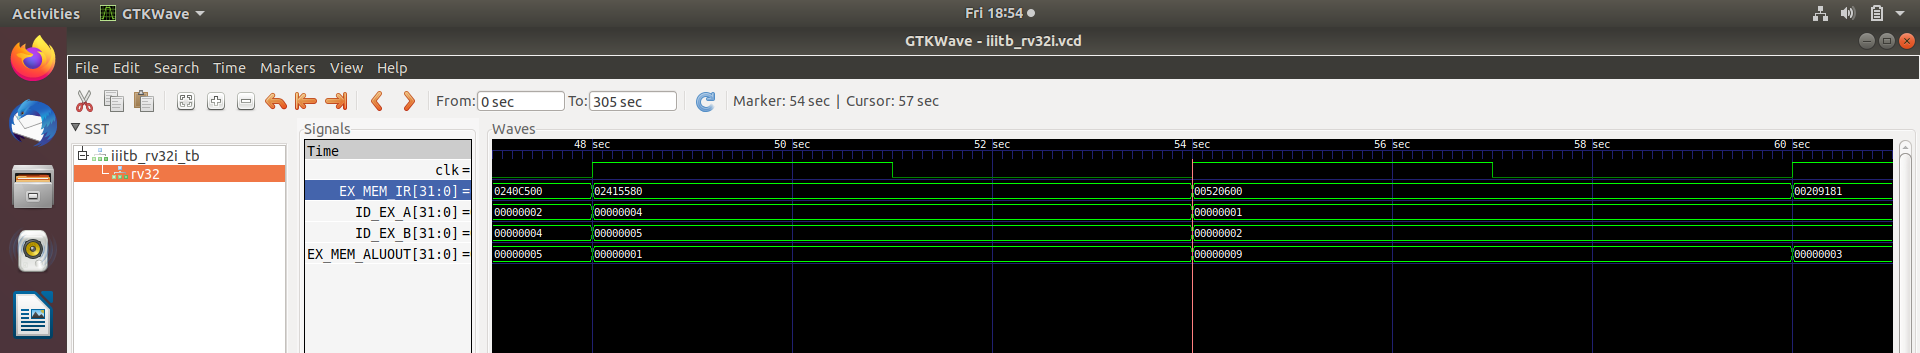 Activities GTKWave Fri 18:54
GTKWave - iiitb_rv32i.vcd
File Edit Search Time Markers View Help
From: 0 sec To: 305 sec Marker: 54 sec | Cursor: 57 sec
SST Signals Waves
Time 48 sec 50 sec 52 sec 54 sec 56 sec 58 sec 60 sec
iiitb_rv32i_tb
rv32
clk =
EX_MEM_IR[31:0] = 0240C500 02415580 00520600 00209181
ID_EX_A[31:0] = 00000002 00000004 00000001
ID_EX_B[31:0] = 00000004 00000005 00000002
EX_MEM_ALUOUT[31:0] = 00000005 00000001 00000009 00000003